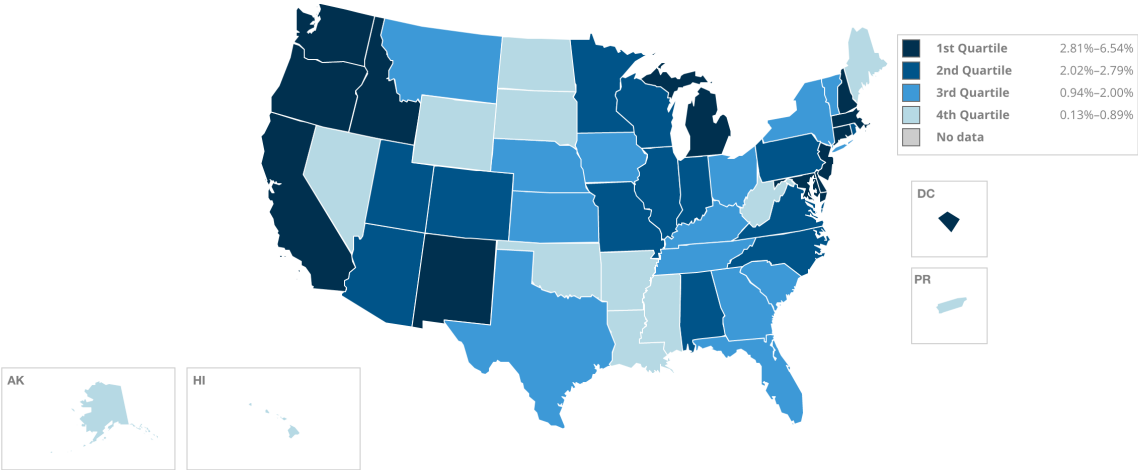 1st Quartile 2.81%–6.54%
2nd Quartile 2.02%–2.79%
3rd Quartile 0.94%–2.00%
4th Quartile 0.13%–0.89%
No data
DC
PR
AK
HI